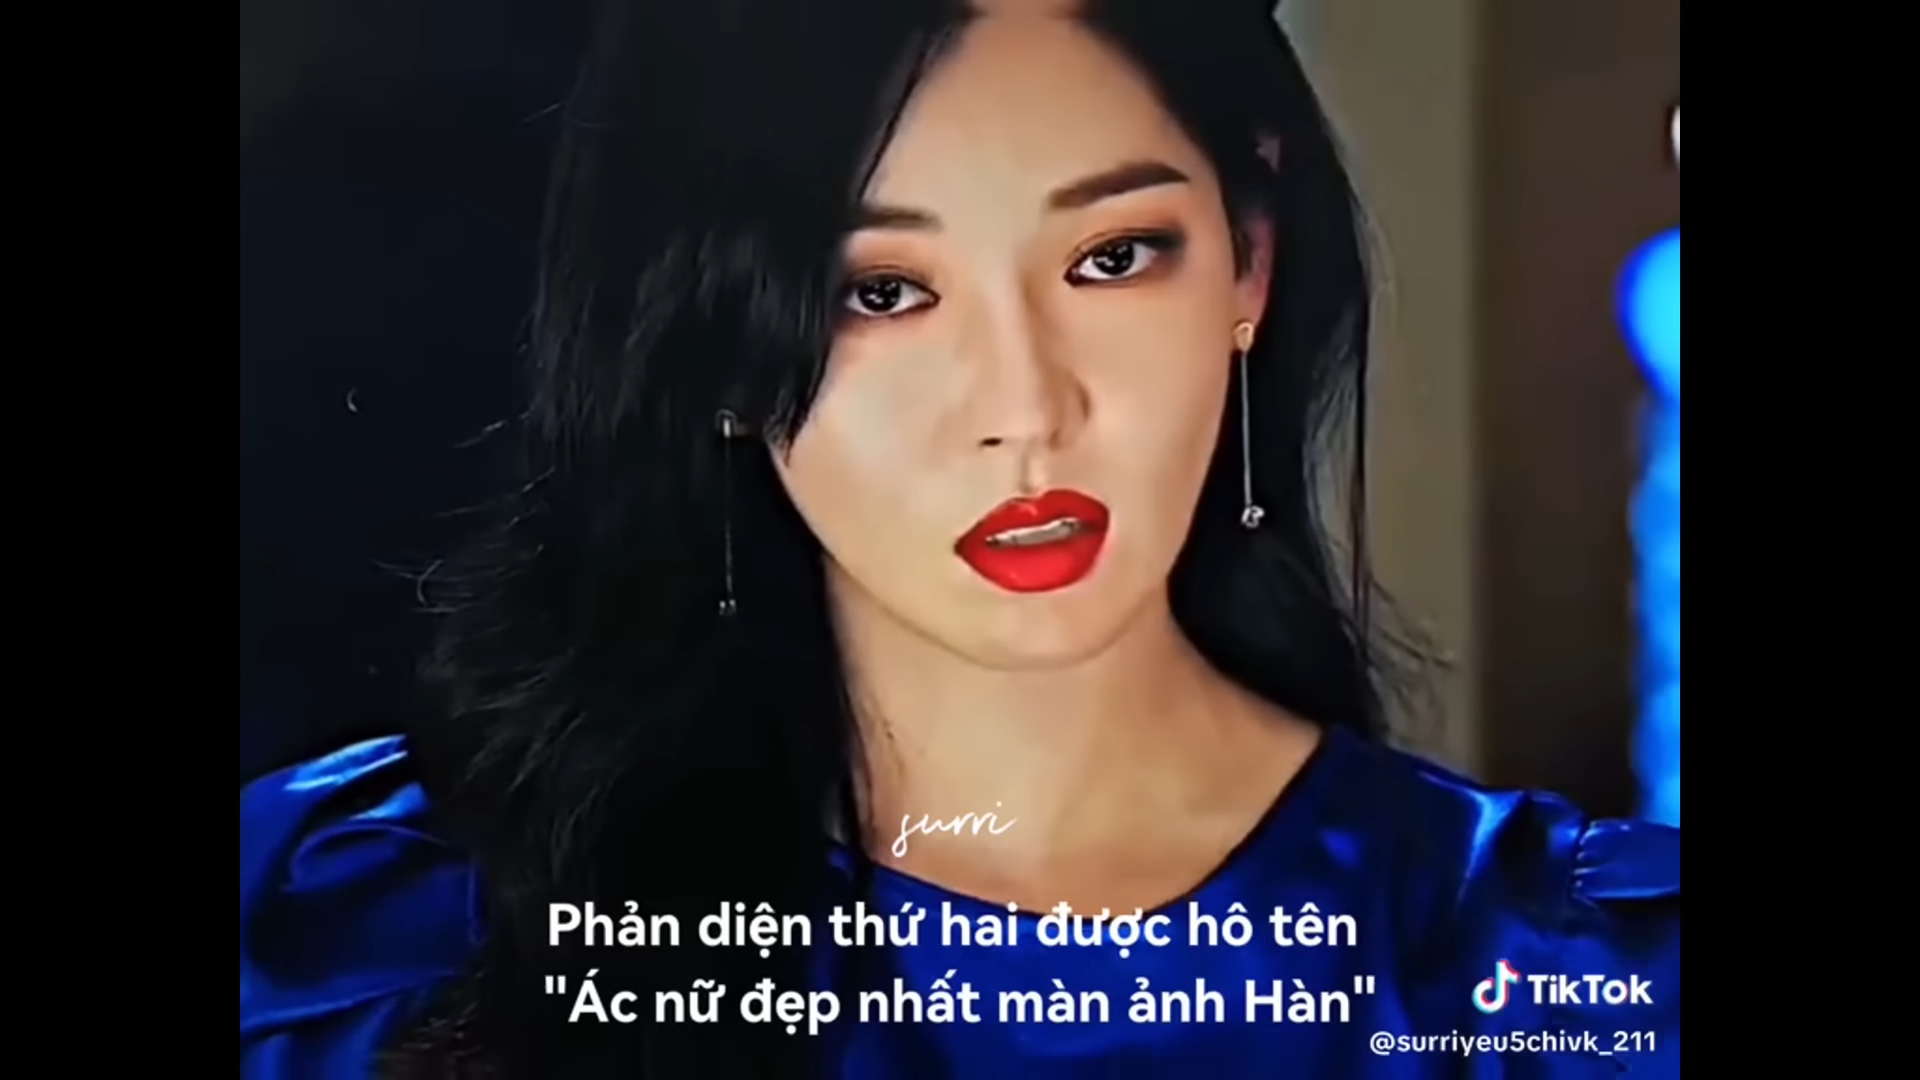 surri
Phản diện thứ hai được hô tên
"Ác nữ đẹp nhất màn ảnh Hàn"
TikTok
@surriyeu5chivk_211